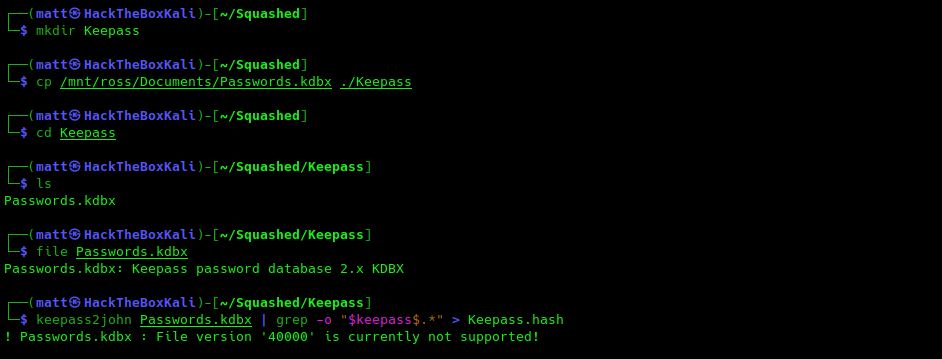 ┌──(matt㉿HackTheBoxKali)-[~/Squashed]
└─$ mkdir Keepass
┌──(matt㉿HackTheBoxKali)-[~/Squashed]
└─$ cp /mnt/ross/Documents/Passwords.kdbx ./Keepass
┌──(matt㉿HackTheBoxKali)-[~/Squashed]
└─$ cd Keepass
┌──(matt㉿HackTheBoxKali)-[~/Squashed/Keepass]
└─$ ls
Passwords.kdbx
┌──(matt㉿HackTheBoxKali)-[~/Squashed/Keepass]
└─$ file Passwords.kdbx
Passwords.kdbx: Keepass password database 2.x KDBX
┌──(matt㉿HackTheBoxKali)-[~/Squashed/Keepass]
└─$ keepass2john Passwords.kdbx | grep -o "$keepass$.*" > Keepass.hash
! Passwords.kdbx : File version '40000' is currently not supported!